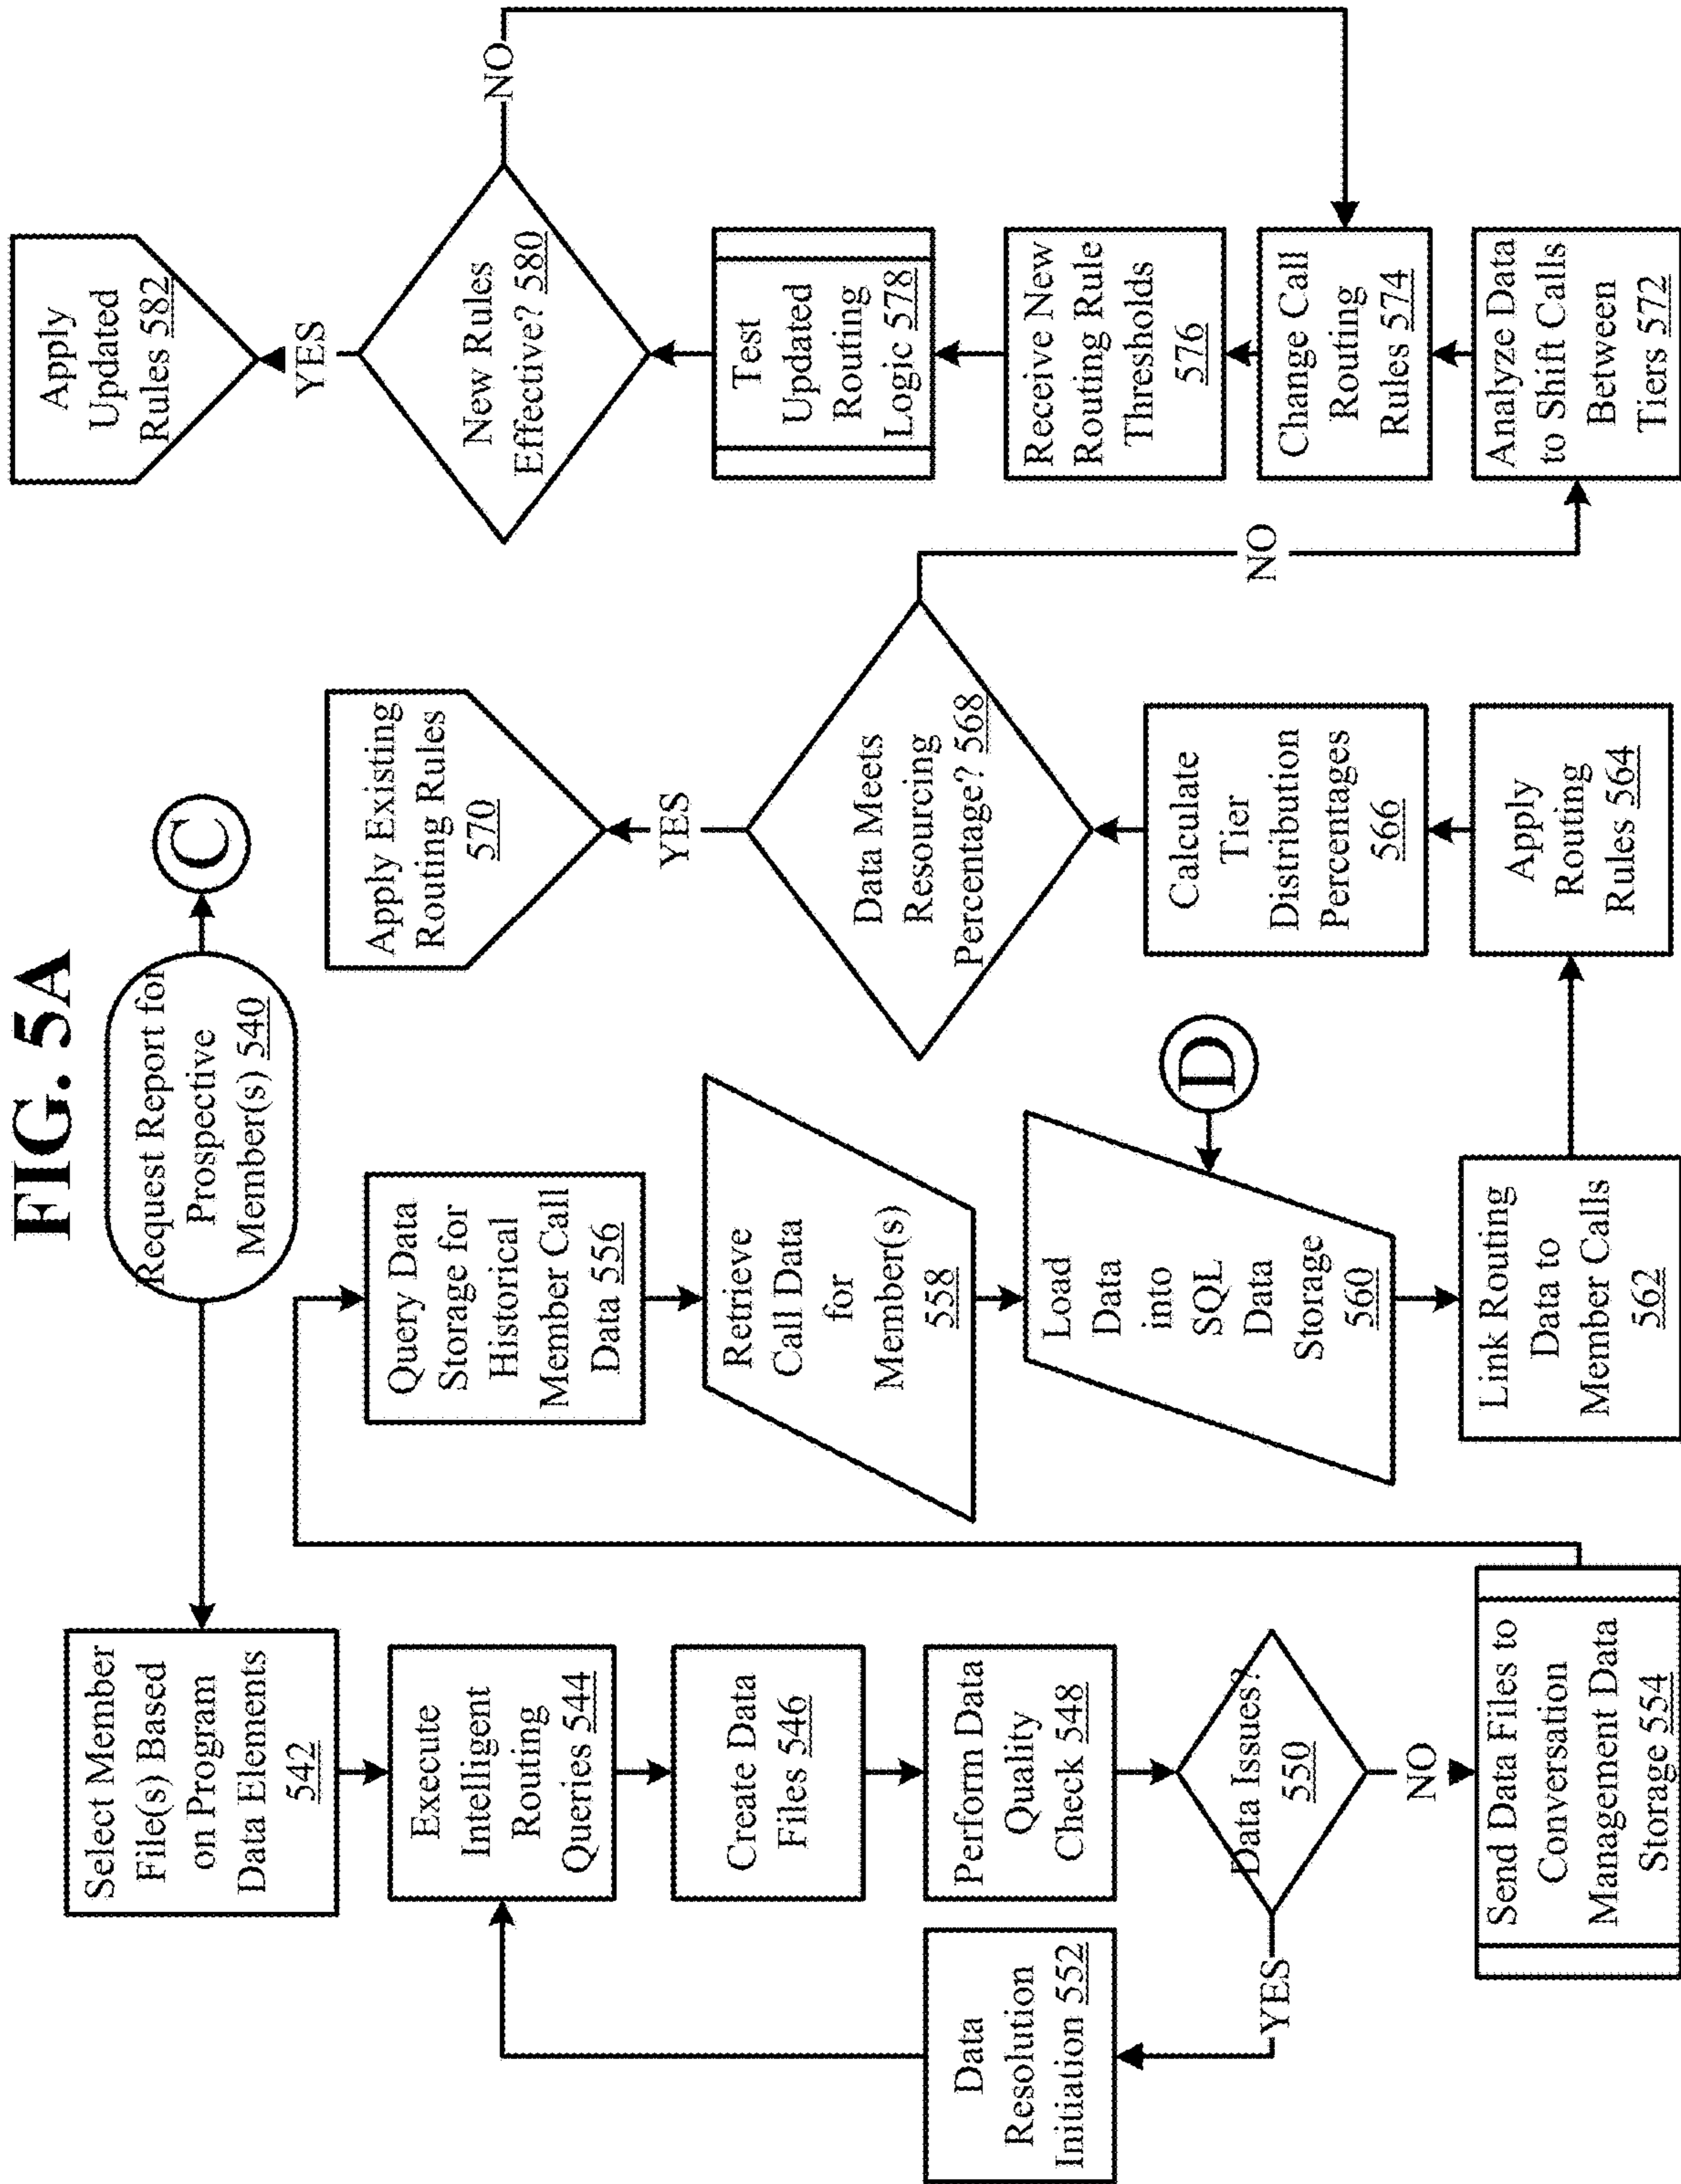 FIG. 5A
Request Report for
Prospective
Member(s) 540
C
Select Member
File(s) Based
on Program
Data Elements
542
Execute
Intelligent
Routing
Queries 544
Create Data
Files 546
Perform Data
Quality
Check 548
Data Issues?
550
YES
NO
Data
Resolution
Initiation 552
Send Data Files to
Conversation
Management Data
Storage 554
Query Data
Storage for
Historical
Member Call
Data 556
Retrieve
Call Data
for
Member(s)
558
Load
Data
into
SQL
Data
Storage
560
D
Link Routing
Data to
Member Calls
562
Apply
Routing
Rules 564
Calculate
Tier
Distribution
Percentages
566
Data Meets
Resourcing
Percentage? 568
YES
NO
Apply Existing
Routing Rules
570
Analyze Data
to Shift Calls
Between
Tiers 572
Change Call
Routing
Rules 574
Receive New
Routing Rule
Thresholds
576
Test
Updated
Routing
Logic 578
New Rules
Effective? 580
YES
NO
Apply
Updated
Rules 582